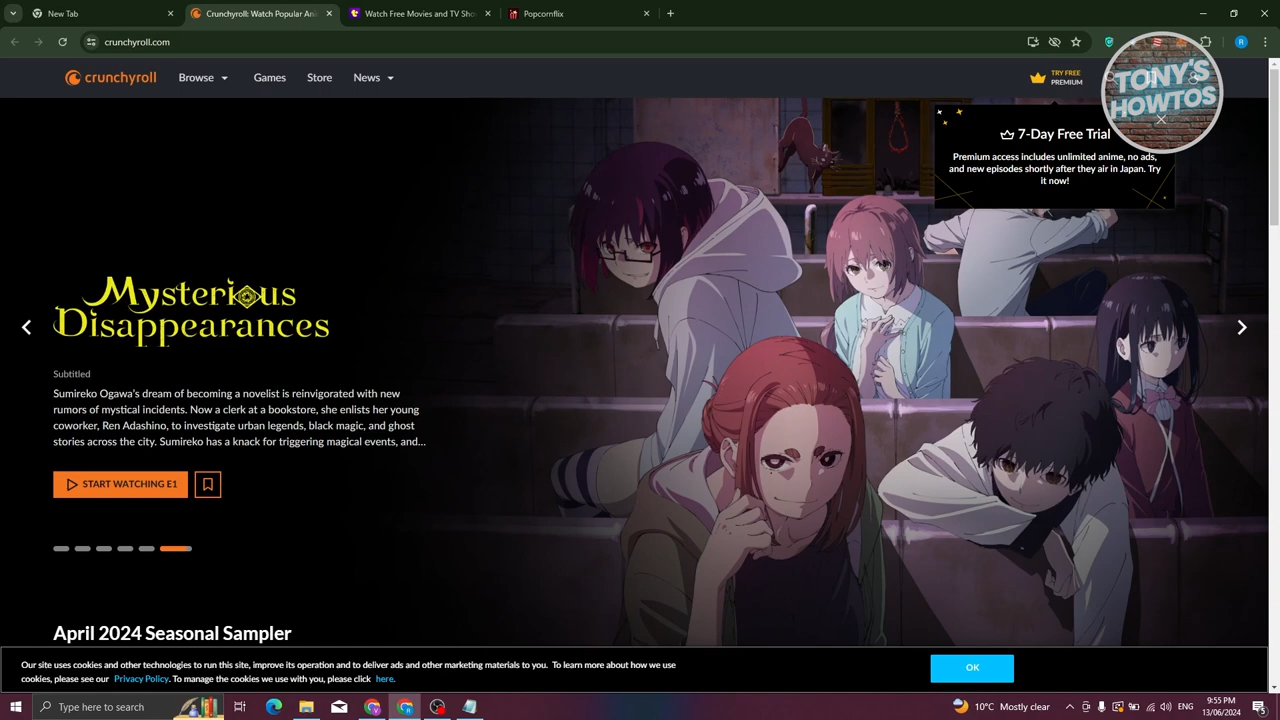 New Tab
Crunchyroll: Watch Popular Ani
Watch Free Movies and TV Sho
Popcornflix
crunchyroll.com
R
crunchyroll
Browse
Games
Store
News
TRY FREE
PREMIUM
TONY'S
HOWTOS
7-Day Free Trial
Premium access includes unlimited anime, no ads,
and new episodes shortly after they air in Japan. Try
it now!
Mysterious
Disappearances
Subtitled
Sumireko Ogawa's dream of becoming a novelist is reinvigorated with new
rumors of mystical incidents. Now a clerk at a bookstore, she enlists her young
coworker, Ren Adashino, to investigate urban legends, black magic, and ghost
stories across the city. Sumireko has a knack for triggering magical events, and...
START WATCHING E1
April 2024 Seasonal Sampler
Our site uses cookies and other technologies to run this site, improve its operation and to deliver ads and other marketing materials to you. To learn more about how we use
cookies, please see our Privacy Policy. To manage the cookies we use with you, please click here.
OK
Type here to search
10°C Mostly clear
ENG
9:55 PM
13/06/2024
5